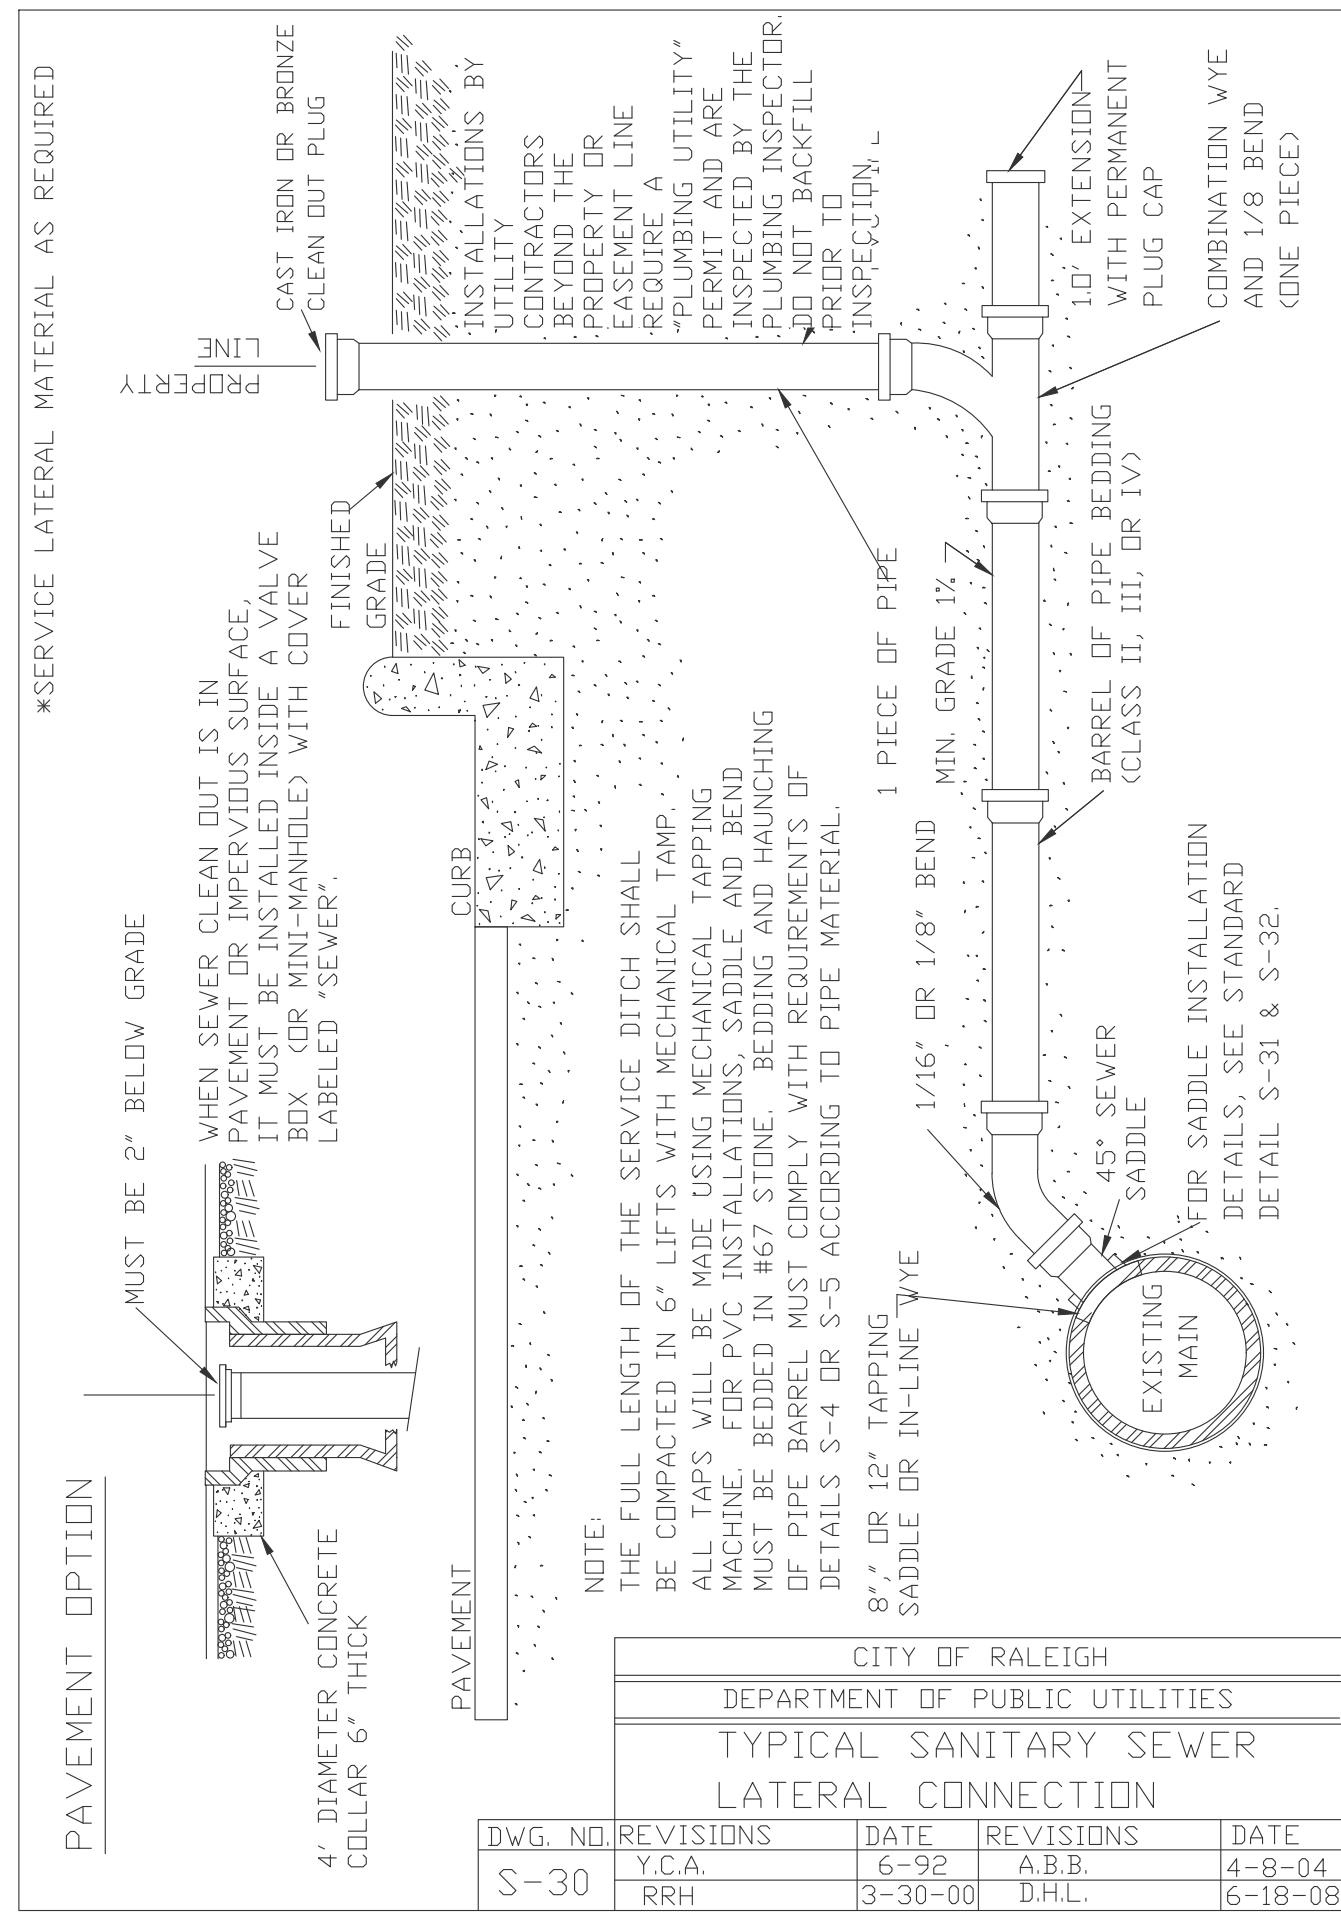 *SERVICE LATERAL MATERIAL AS REQUIRED
PAVEMENT OPTION
MUST BE 2" BELOW GRADE
WHEN SEWER CLEAN OUT IS IN
PAVEMENT OR IMPERVIOUS SURFACE,
IT MUST BE INSTALLED INSIDE A VALVE
BOX (OR MINI-MANHOLE) WITH COVER
LABELED "SEWER".
4' DIAMETER CONCRETE
COLLAR 6" THICK
PROPERTY
LINE
CAST IRON OR BRONZE
CLEAN OUT PLUG
FINISHED
GRADE
CURB
PAVEMENT
INSTALLATIONS BY
UTILITY
CONTRACTORS
BEYOND THE
PROPERTY OR
EASEMENT LINE
REQUIRE A
"PLUMBING UTILITY"
PERMIT AND ARE
INSPECTED BY THE
PLUMBING INSPECTOR.
DO NOT BACKFILL
PRIOR TO
INSPECTION.
NOTE:
THE FULL LENGTH OF THE SERVICE DITCH SHALL
BE COMPACTED IN 6" LIFTS WITH MECHANICAL TAMP.
ALL TAPS WILL BE MADE USING MECHANICAL TAPPING
MACHINE. FOR PVC INSTALLATIONS, SADDLE AND BEND
MUST BE BEDDED IN #67 STONE. BEDDING AND HAUNCHING
OF PIPE BARREL MUST COMPLY WITH REQUIREMENTS OF
DETAILS S-4 OR S-5 ACCORDING TO PIPE MATERIAL.
1 PIECE OF PIPE
MIN. GRADE 1%
1/16" OR 1/8" BEND
8"," OR 12" TAPPING
SADDLE OR IN-LINE WYE
1.0' EXTENSION
WITH PERMANENT
PLUG CAP
COMBINATION WYE
AND 1/8 BEND
(ONE PIECE)
BARREL OF PIPE BEDDING
(CLASS II, III, OR IV)
45° SEWER
SADDLE
FOR SADDLE INSTALLATION
DETAILS, SEE STANDARD
DETAIL S-31 & S-32.
EXISTING
MAIN
CITY OF RALEIGH
DEPARTMENT OF PUBLIC UTILITIES
TYPICAL SANITARY SEWER
LATERAL CONNECTION
DWG. NO. REVISIONS DATE REVISIONS DATE
S-30
Y.C.A. 6-92 A.B.B. 4-8-04
RRH 3-30-00 D.H.L. 6-18-08